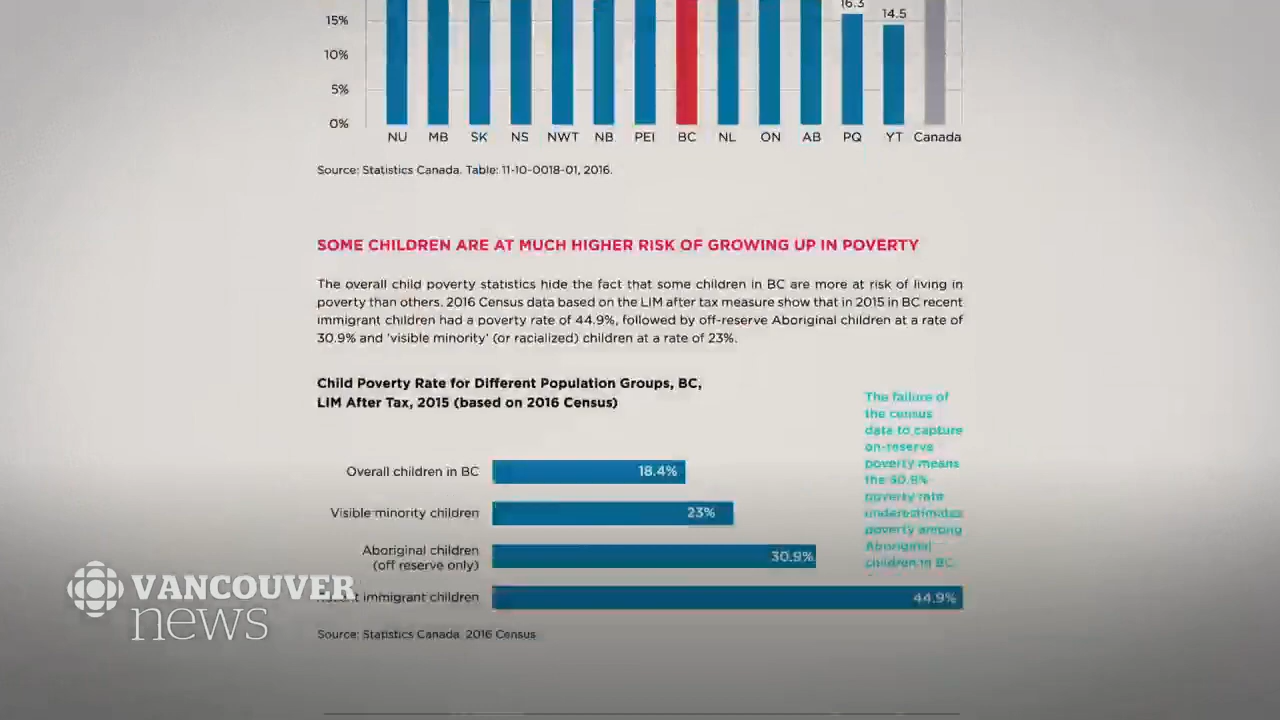 16.3
14.5
15%
10%
5%
0%
NU MB SK NS NWT NB PEI BC NL ON AB PQ YT Canada
Source: Statistics Canada. Table: 11-10-0018-01, 2016.
SOME CHILDREN ARE AT MUCH HIGHER RISK OF GROWING UP IN POVERTY
The overall child poverty statistics hide the fact that some children in BC are more at risk of living in
poverty than others. 2016 Census data based on the LIM after tax measure show that in 2015 in BC recent
immigrant children had a poverty rate of 44.9%, followed by off-reserve Aboriginal children at a rate of
30.9% and 'visible minority' (or racialized) children at a rate of 23%.
Child Poverty Rate for Different Population Groups, BC,
LIM After Tax, 2015 (based on 2016 Census)
The failure of
the census
data to capture
on-reserve
poverty means
the 30.9%
poverty rate
underestimates
poverty among
Aboriginal
children in BC.
Overall children in BC 18.4%
Visible minority children 23%
Aboriginal children
(off reserve only) 30.9%
immigrant children 44.9%
Source: Statistics Canada, 2016 Census
VANCOUVER
news